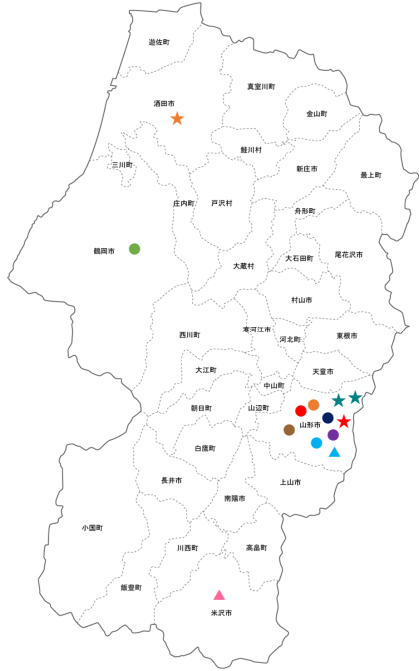 遊佐町
真室川町
酒田市
金山町
鮭川村
三川町
新庄市
最上町
庄内町
戸沢村
舟形町
鶴岡市
尾花沢市
大石田町
大蔵村
村山市
寒河江市
西川町
東根市
河北町
大江町
天童市
中山町
朝日町
山辺町
山形市
白鷹町
長井市
上山市
南陽市
小国町
川西町
高畠町
飯豊町
米沢市